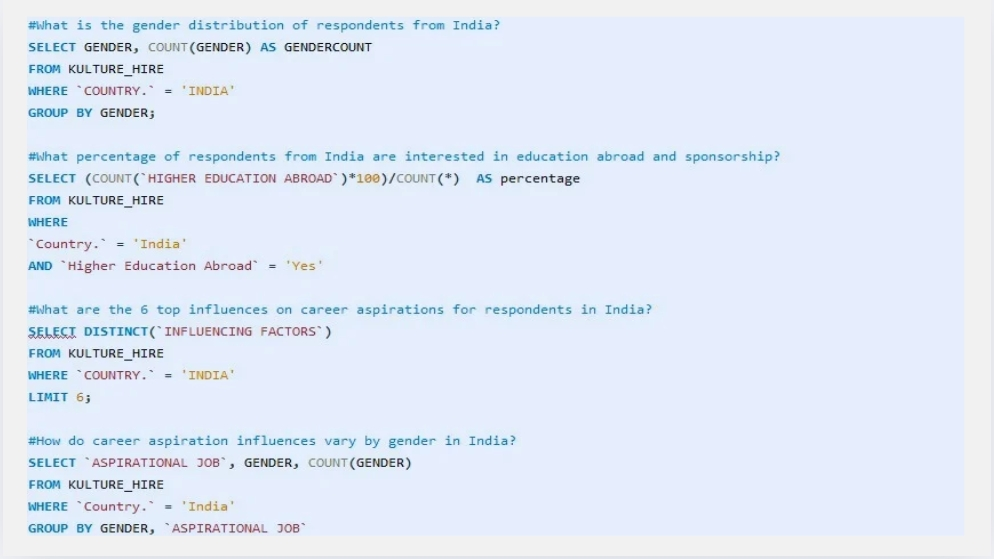 #What is the gender distribution of respondents from India?
SELECT GENDER, COUNT(GENDER) AS GENDERCOUNT
FROM KULTURE_HIRE
WHERE `COUNTRY.` = 'INDIA'
GROUP BY GENDER;
#What percentage of respondents from India are interested in education abroad and sponsorship?
SELECT (COUNT(`HIGHER EDUCATION ABROAD`)*100)/COUNT(*)  AS percentage
FROM KULTURE_HIRE
WHERE
`Country.` = 'India'
AND `Higher Education Abroad` = 'Yes'
#What are the 6 top influences on career aspirations for respondents in India?
SELECT DISTINCT(`INFLUENCING FACTORS`)
FROM KULTURE_HIRE
WHERE `COUNTRY.` = 'INDIA'
LIMIT 6;
#How do career aspiration influences vary by gender in India?
SELECT `ASPIRATIONAL JOB`, GENDER, COUNT(GENDER)
FROM KULTURE_HIRE
WHERE `Country.` = 'India'
GROUP BY GENDER, `ASPIRATIONAL JOB`